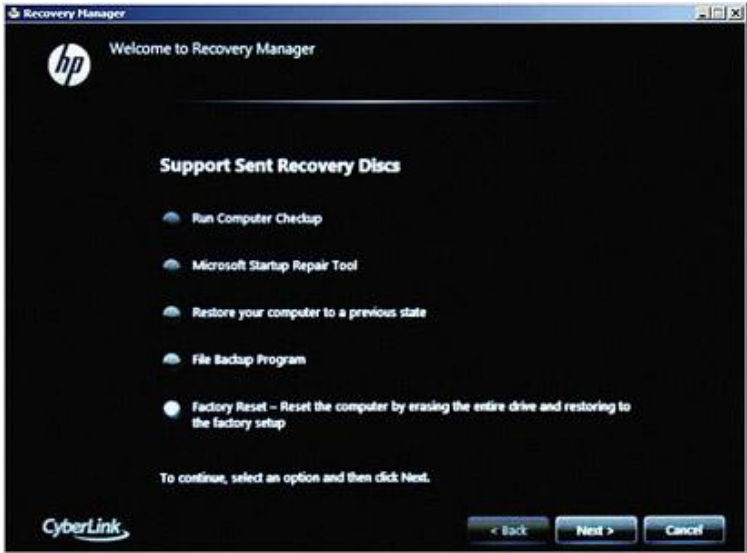 Recovery Manager
hp
Welcome to Recovery Manager
Support Sent Recovery Discs
Run Computer Checkup
Microsoft Startup Repair Tool
Restore your computer to a previous state
File Backup Program
Factory Reset – Reset the computer by erasing the entire drive and restoring to
the factory setup
To continue, select an option and then click Next.
CyberLink
< Back
Next >
Cancel